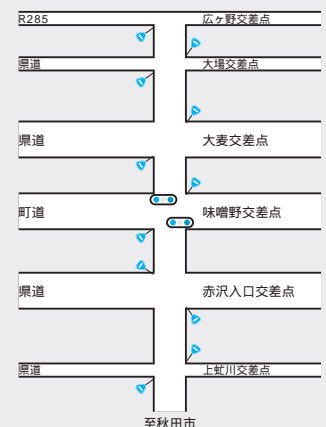 R285 広ヶ野交差点
県道 大場交差点
県道 大麦交差点
町道 味噌野交差点
県道 赤沢入口交差点
県道 上虻川交差点
至秋田市